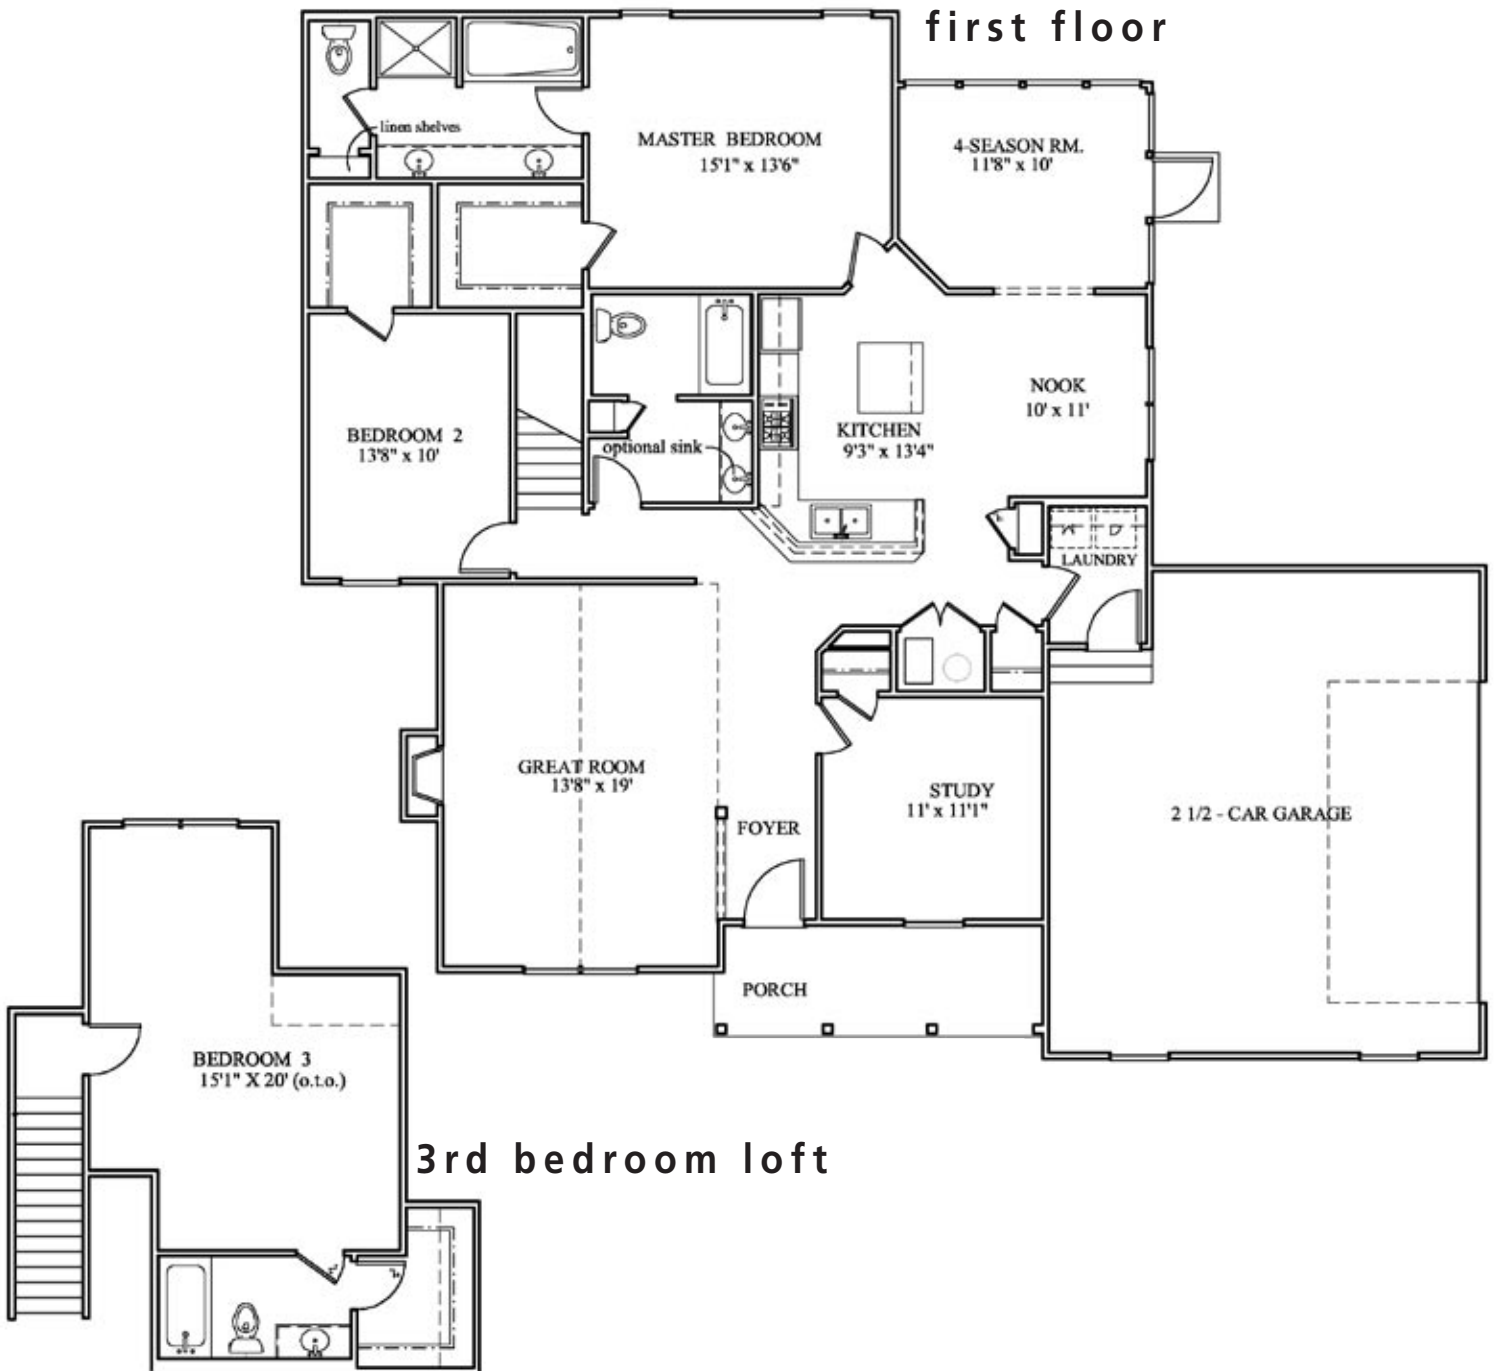 first floor
linen shelves
MASTER BEDROOM
15'1" x 13'6"
4-SEASON RM.
11'8" x 10'
BEDROOM 2
13'8" x 10'
optional sink
KITCHEN
9'3" x 13'4"
NOOK
10' x 11'
LAUNDRY
GREAT ROOM
13'8" x 19'
FOYER
STUDY
11' x 11'1"
2 1/2 - CAR GARAGE
PORCH
BEDROOM 3
15'1" X 20' (o.t.o.)
3rd bedroom loft